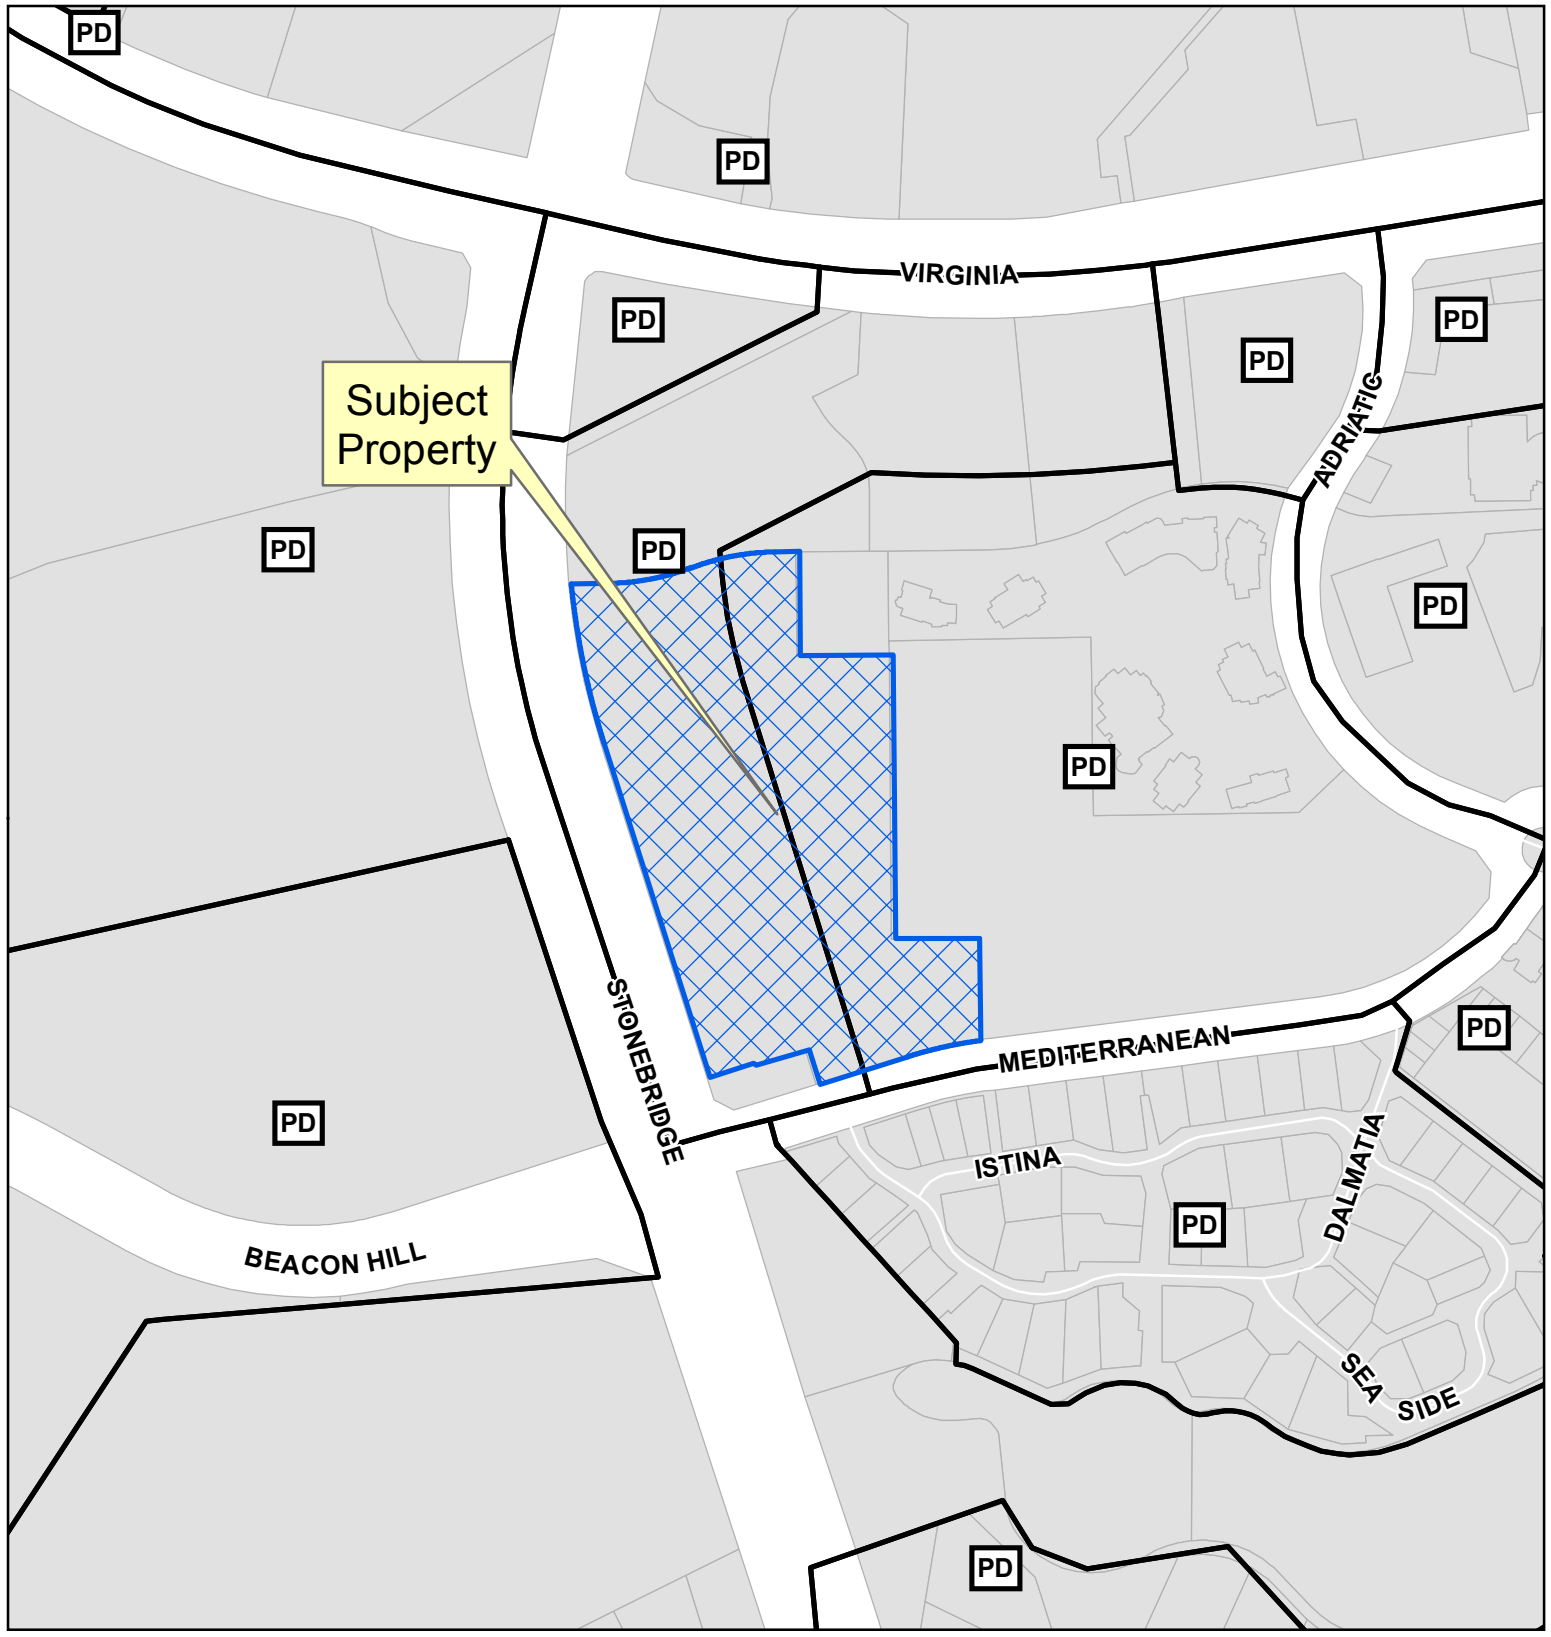 PD
PD
VIRGINIA
PD
PD
PD
Subject
Property
ADRIATIC
PD
PD
PD
PD
STONEBRIDGE
PD
MEDITERRANEAN
PD
ISTINA
DALMATIA
PD
BEACON HILL
SEA SIDE
PD